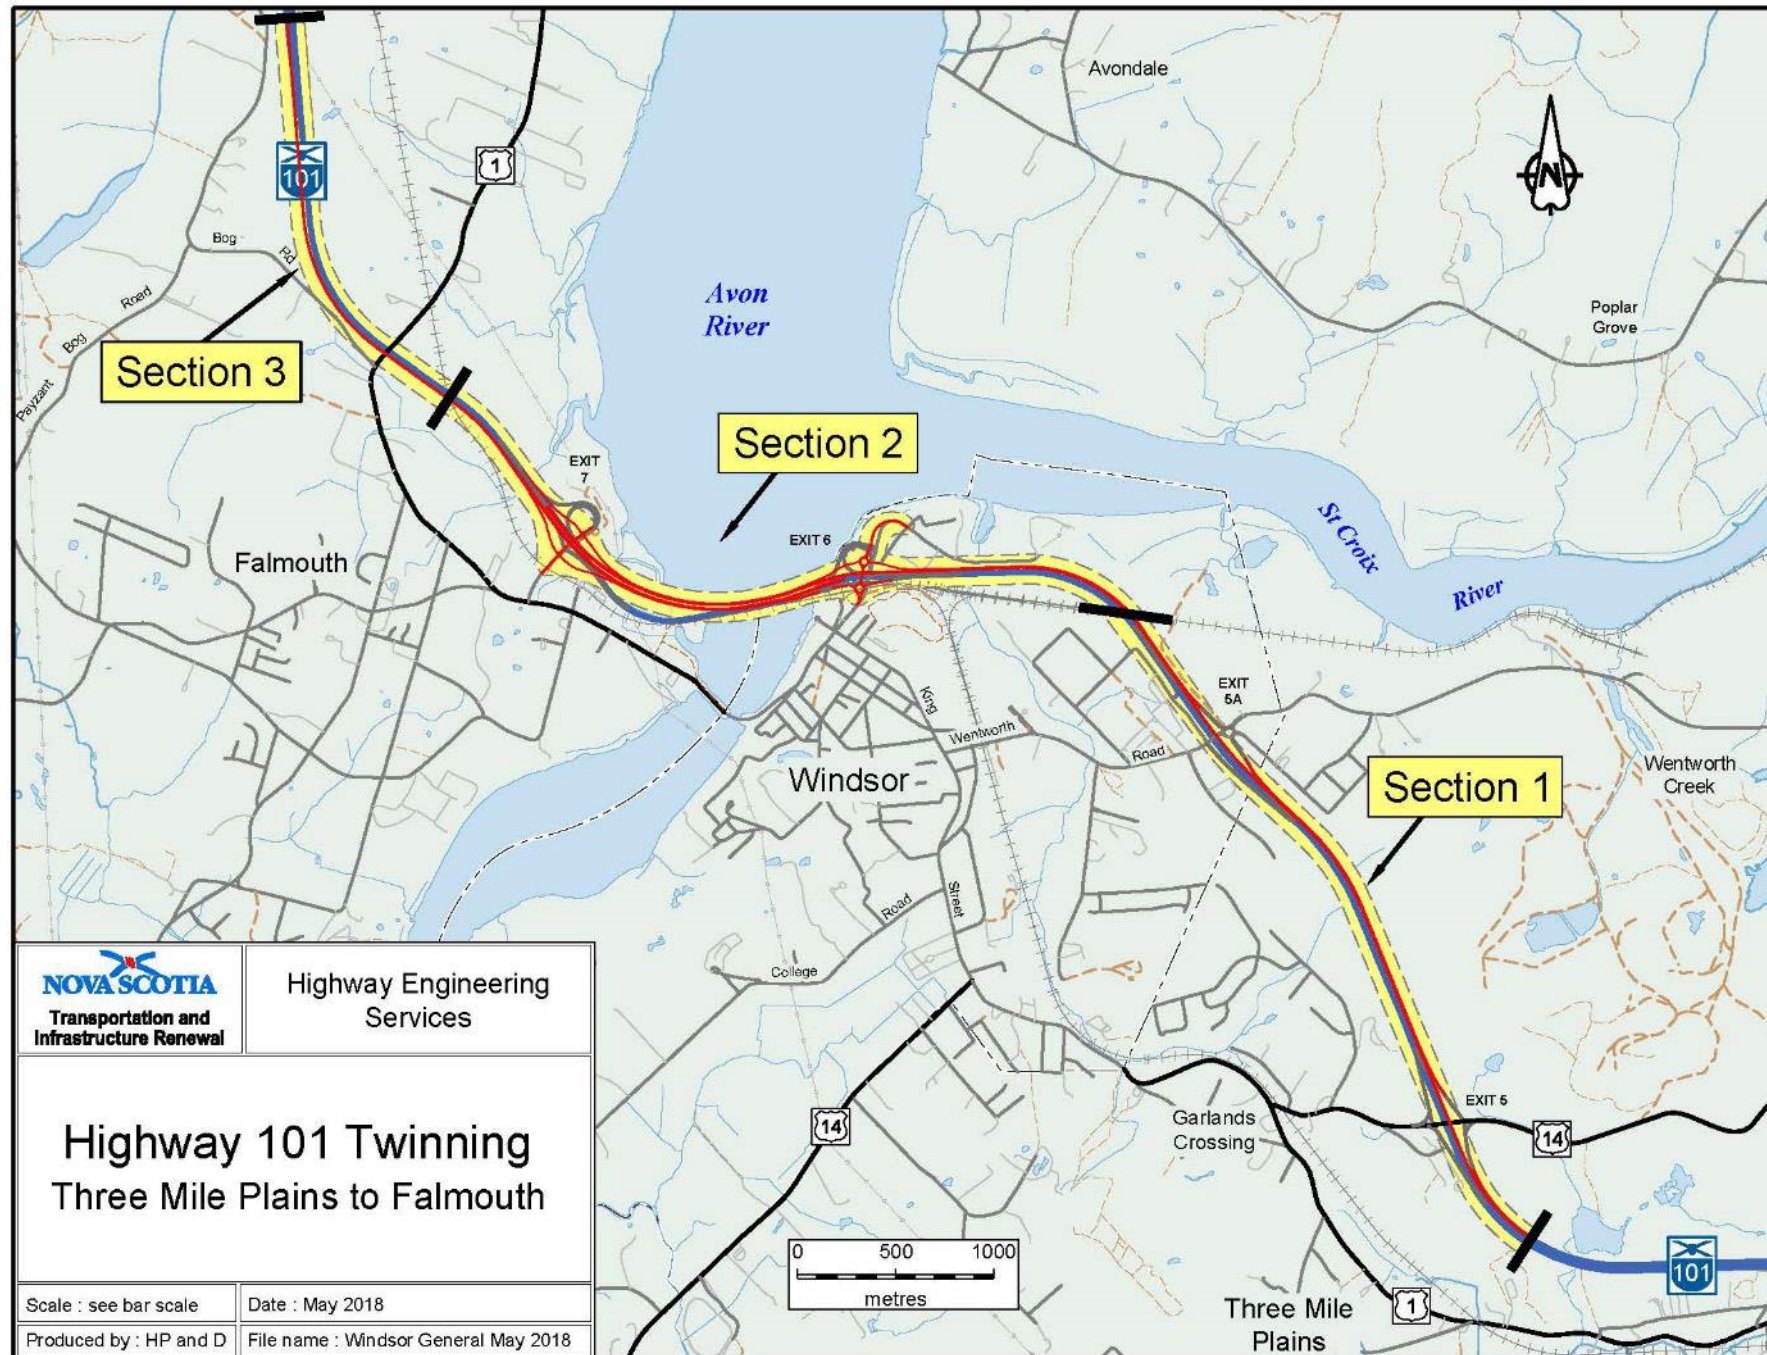 Avondale
1
101
Bog
Rd
Road
Bog
Payzant
Avon
River
Poplar
Grove
Section 3
Section 2
EXIT
7
EXIT 6
N
St Croix
River
Falmouth
EXIT
5A
King
Wentworth
Road
Windsor
Wentworth
Creek
Section 1
Street
Road
College
NOVA SCOTIA
Transportation and
Infrastructure Renewal
Highway Engineering
Services
Highway 101 Twinning
Three Mile Plains to Falmouth
Scale : see bar scale
Date : May 2018
Produced by : HP and D
File name : Windsor General May 2018
14
Garlands
Crossing
EXIT 5
14
0 500 1000
metres
101
Three Mile
Plains
1